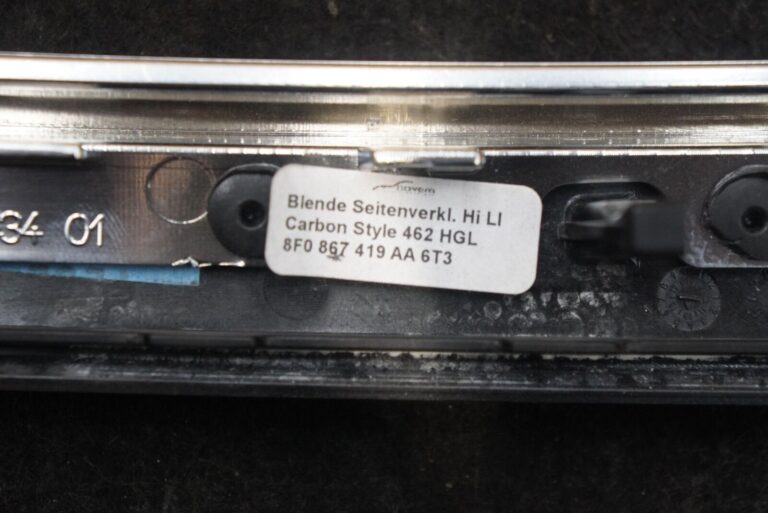 novem
Blende Seitenverkl. Hi LI
Carbon Style 462 HGL
8F0 867 419 AA 6T3
34 01